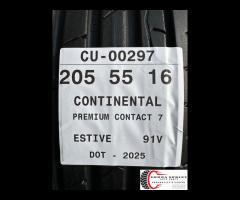 CU-00297
205 55 16
CONTINENTAL
PREMIUM CONTACT 7
ESTIVE 91V
DOT - 2025